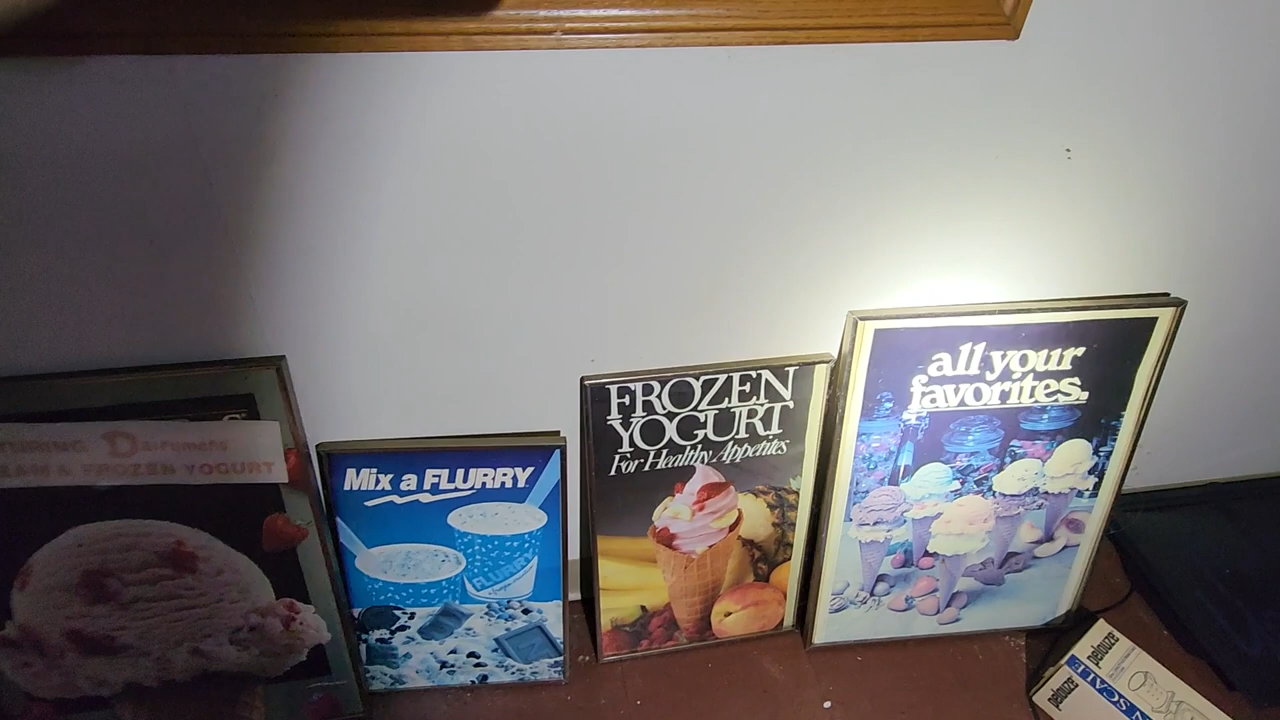 Dairymens
& FROZEN YOGURT
Mix a FLURRY
FLURRY
FROZEN
YOGURT
For Healthy Appetites
all your
favorites.
pelouze
pelouze
SCALE